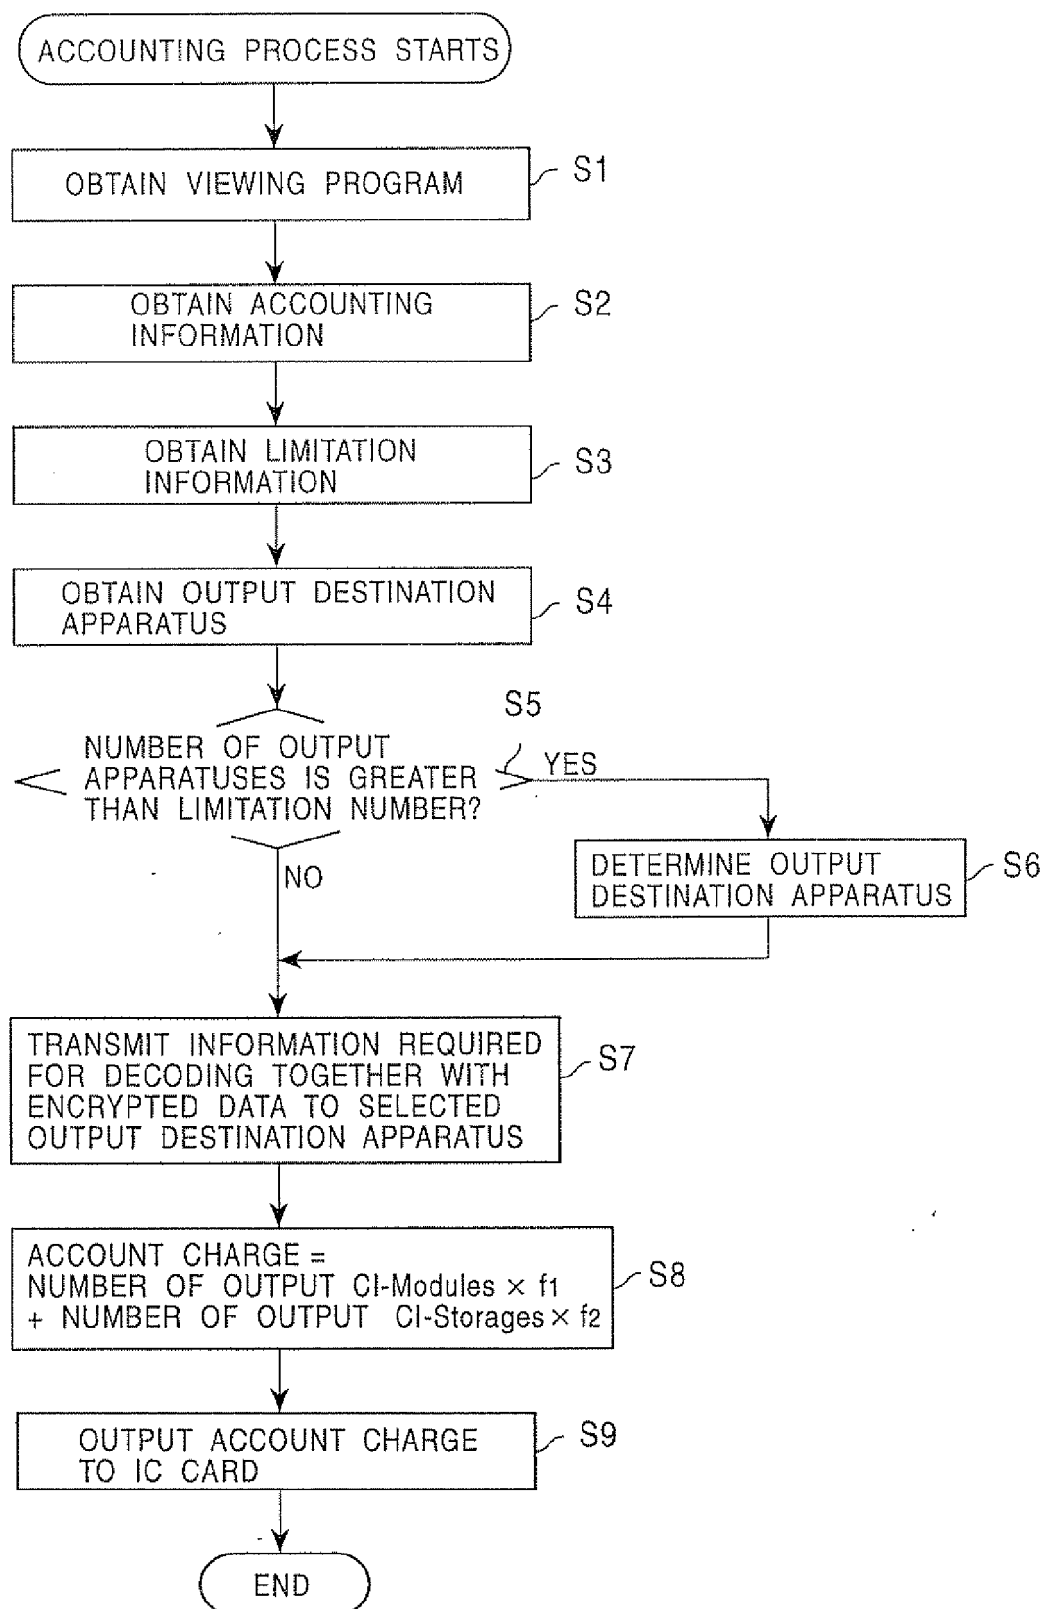 ACCOUNTING PROCESS STARTS
OBTAIN VIEWING PROGRAM
S1
OBTAIN ACCOUNTING
INFORMATION
S2
OBTAIN LIMITATION
INFORMATION
S3
OBTAIN OUTPUT DESTINATION
APPARATUS
S4
S5
NUMBER OF OUTPUT
APPARATUSES IS GREATER
THAN LIMITATION NUMBER?
YES
NO
DETERMINE OUTPUT
DESTINATION APPARATUS
S6
TRANSMIT INFORMATION REQUIRED
FOR DECODING TOGETHER WITH
ENCRYPTED DATA TO SELECTED
OUTPUT DESTINATION APPARATUS
S7
ACCOUNT CHARGE =
NUMBER OF OUTPUT CI-Modules × f1
+ NUMBER OF OUTPUT CI-Storages × f2
S8
OUTPUT ACCOUNT CHARGE
TO IC CARD
S9
END